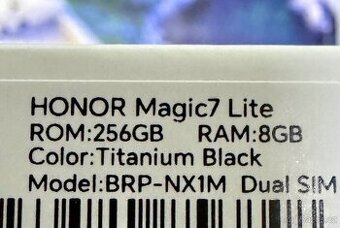 HONOR Magic7 Lite
ROM:256GB RAM:8GB
Color:Titanium Black
Model:BRP-NX1M Dual SIM